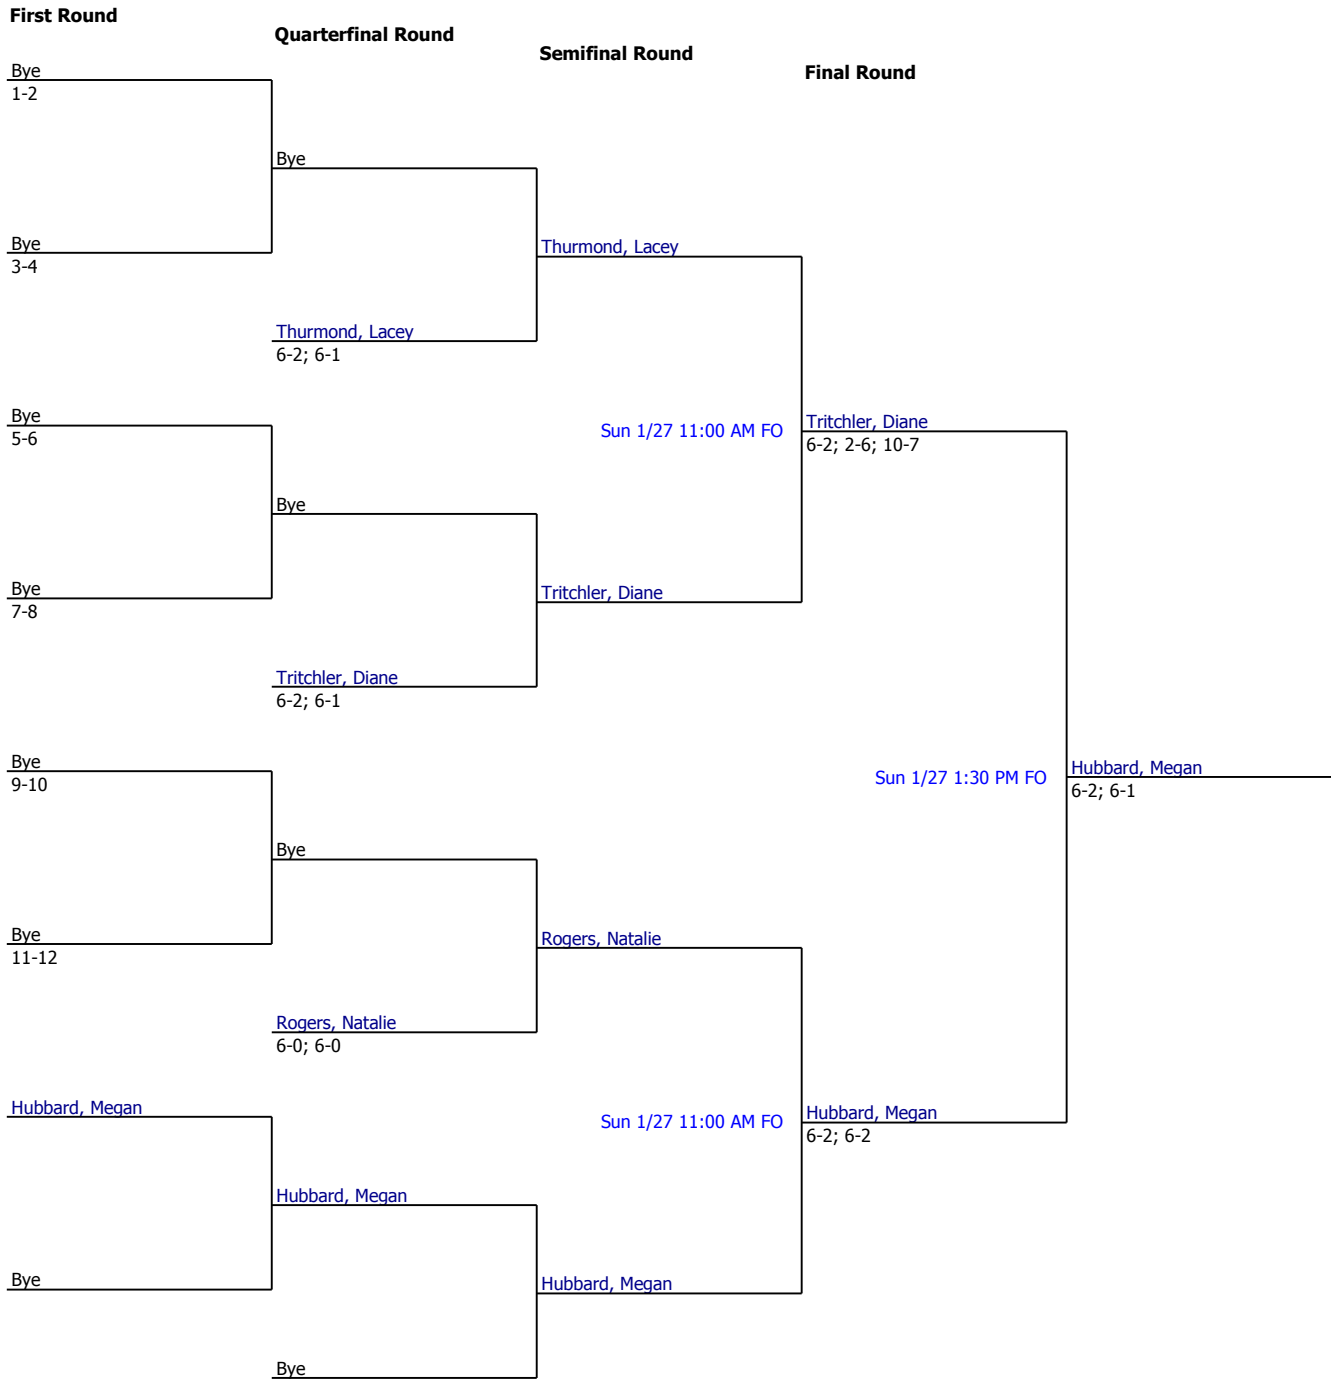 First Round
Quarterfinal Round
Semifinal Round
Final Round
Bye
1-2
Bye
Bye
3-4
Thurmond, Lacey
Thurmond, Lacey
6-2; 6-1
Bye
5-6
Sun 1/27 11:00 AM FO
Tritchler, Diane
6-2; 2-6; 10-7
Bye
Bye
7-8
Tritchler, Diane
Tritchler, Diane
6-2; 6-1
Bye
9-10
Sun 1/27 1:30 PM FO
Hubbard, Megan
6-2; 6-1
Bye
Bye
11-12
Rogers, Natalie
Rogers, Natalie
6-0; 6-0
Hubbard, Megan
Sun 1/27 11:00 AM FO
Hubbard, Megan
6-2; 6-2
Hubbard, Megan
Bye
Hubbard, Megan
Bye